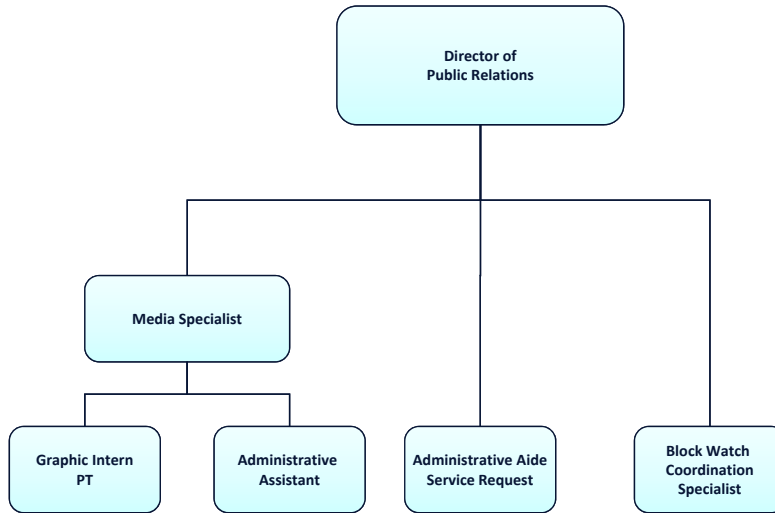 Director of
Public Relations
Media Specialist
Graphic Intern
PT
Administrative
Assistant
Administrative Aide
Service Request
Block Watch
Coordination
Specialist